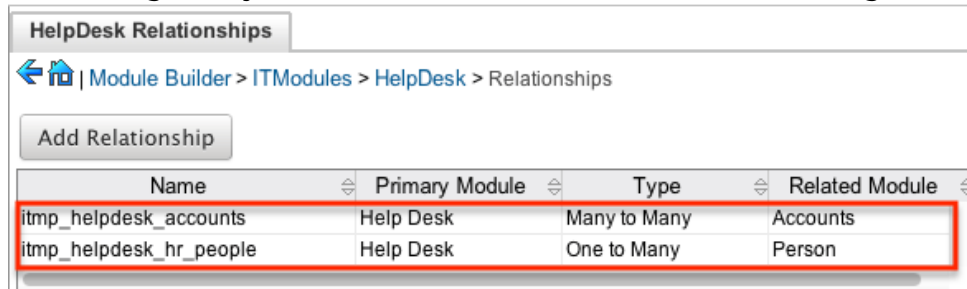 HelpDesk Relationships
| Module Builder > ITModules > HelpDesk > Relationships
Add Relationship
Name Primary Module Type Related Module
itmp_helpdesk_accounts Help Desk Many to Many Accounts
itmp_helpdesk_hr_people Help Desk One to Many Person